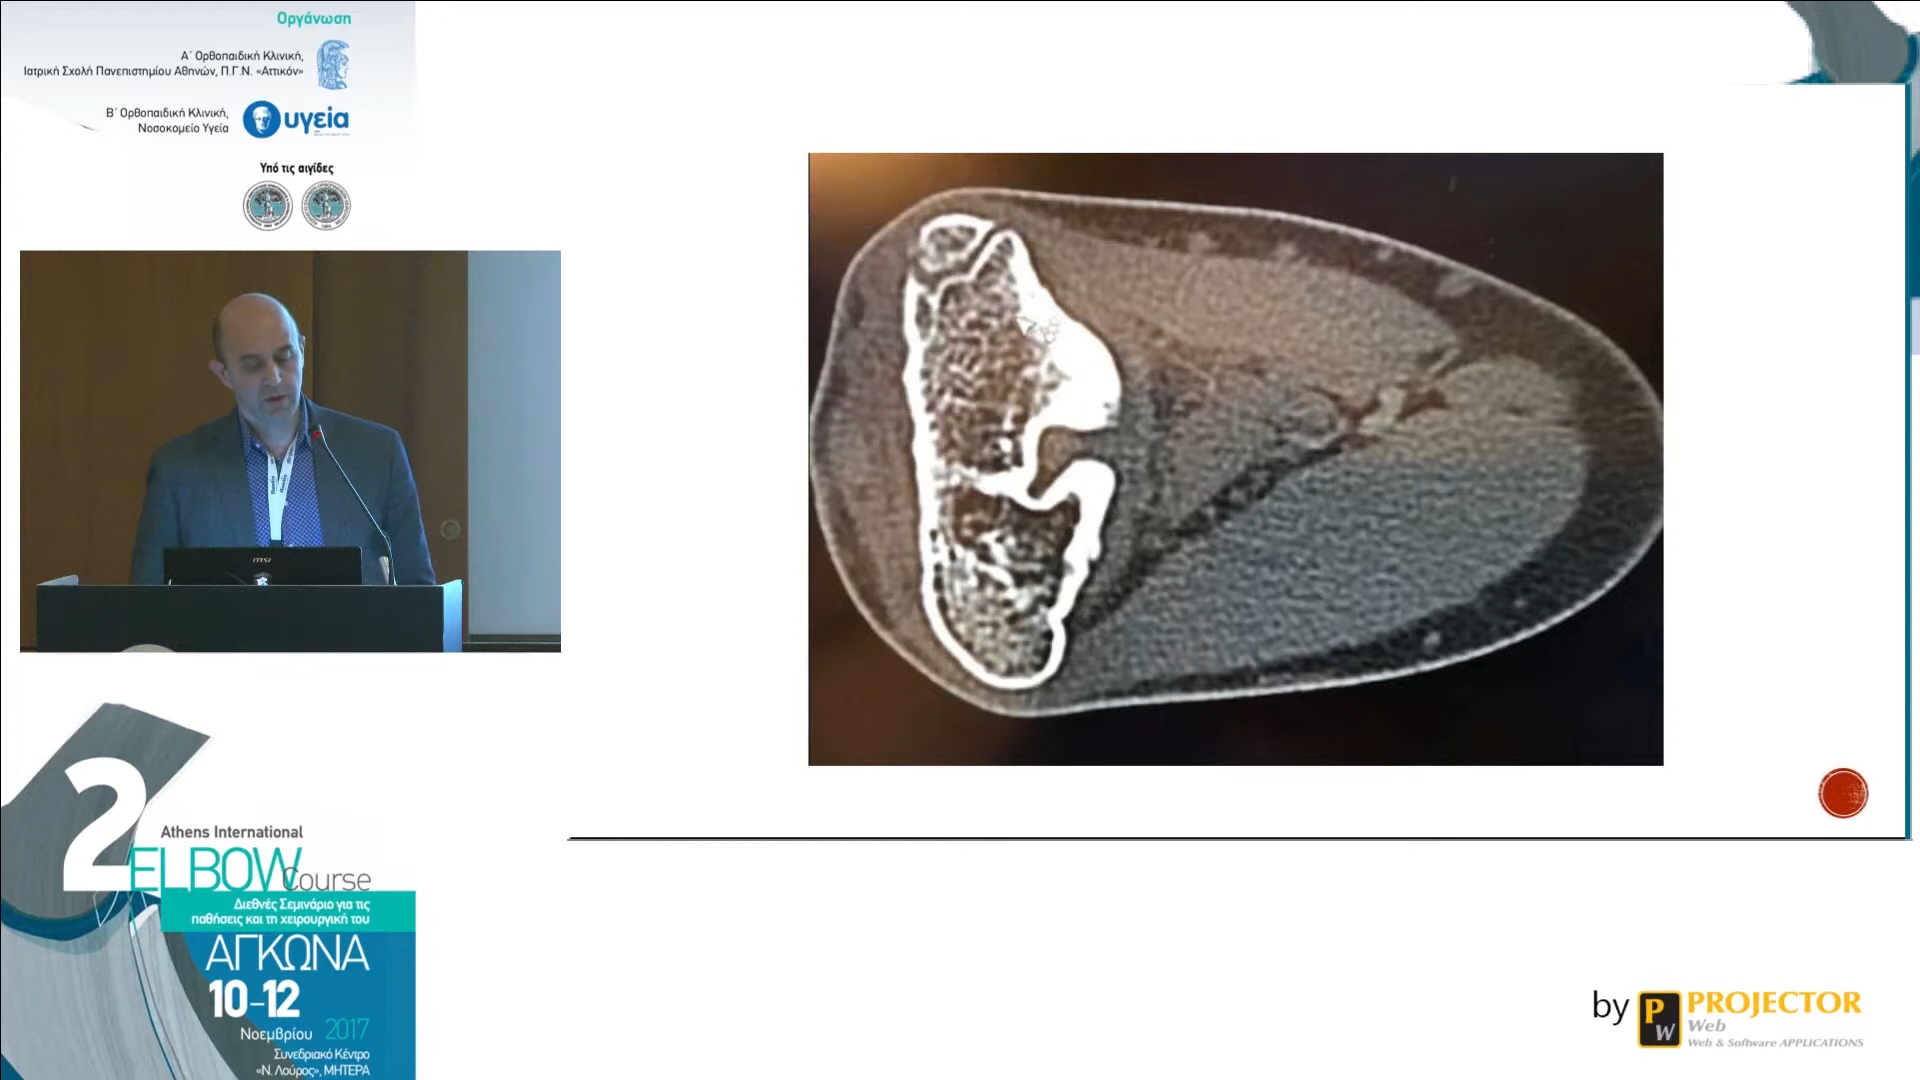 Οργάνωση
Α΄ Ορθοπαιδική Κλινική,
Ιατρική Σχολή Πανεπιστημίου Αθηνών, Π.Γ.Ν. «Αττικόν»
Β΄ Ορθοπαιδική Κλινική,
Νοσοκομείο Υγεία
υγεία
Υπό τις αιγίδες
msi
2
Athens International
ELBOW
Course
Διεθνές Σεμινάριο για τις
παθήσεις και τη χειρουργική του
ΑΓΚΩΝΑ
10-12
Νοεμβρίου 2017
Συνεδριακό Κέντρο
«Ν. Λούρος», ΜΗΤΕΡΑ
by PW PROJECTOR
Web
Web & Software APPLICATIONS